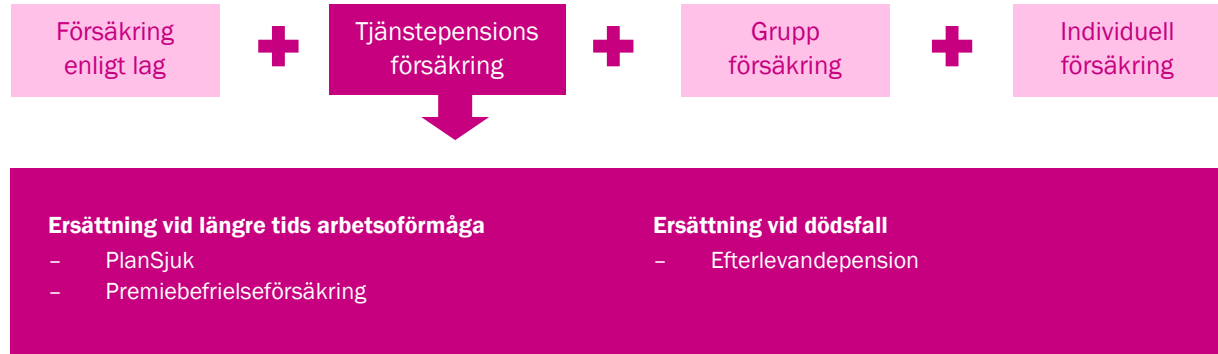 Försäkring
enligt lag
Tjänstepensions
försäkring
Grupp
försäkring
Individuell
försäkring
Ersättning vid längre tids arbetsoförmåga
– PlanSjuk
– Premiebefrielseförsäkring
Ersättning vid dödsfall
– Efterlevandepension